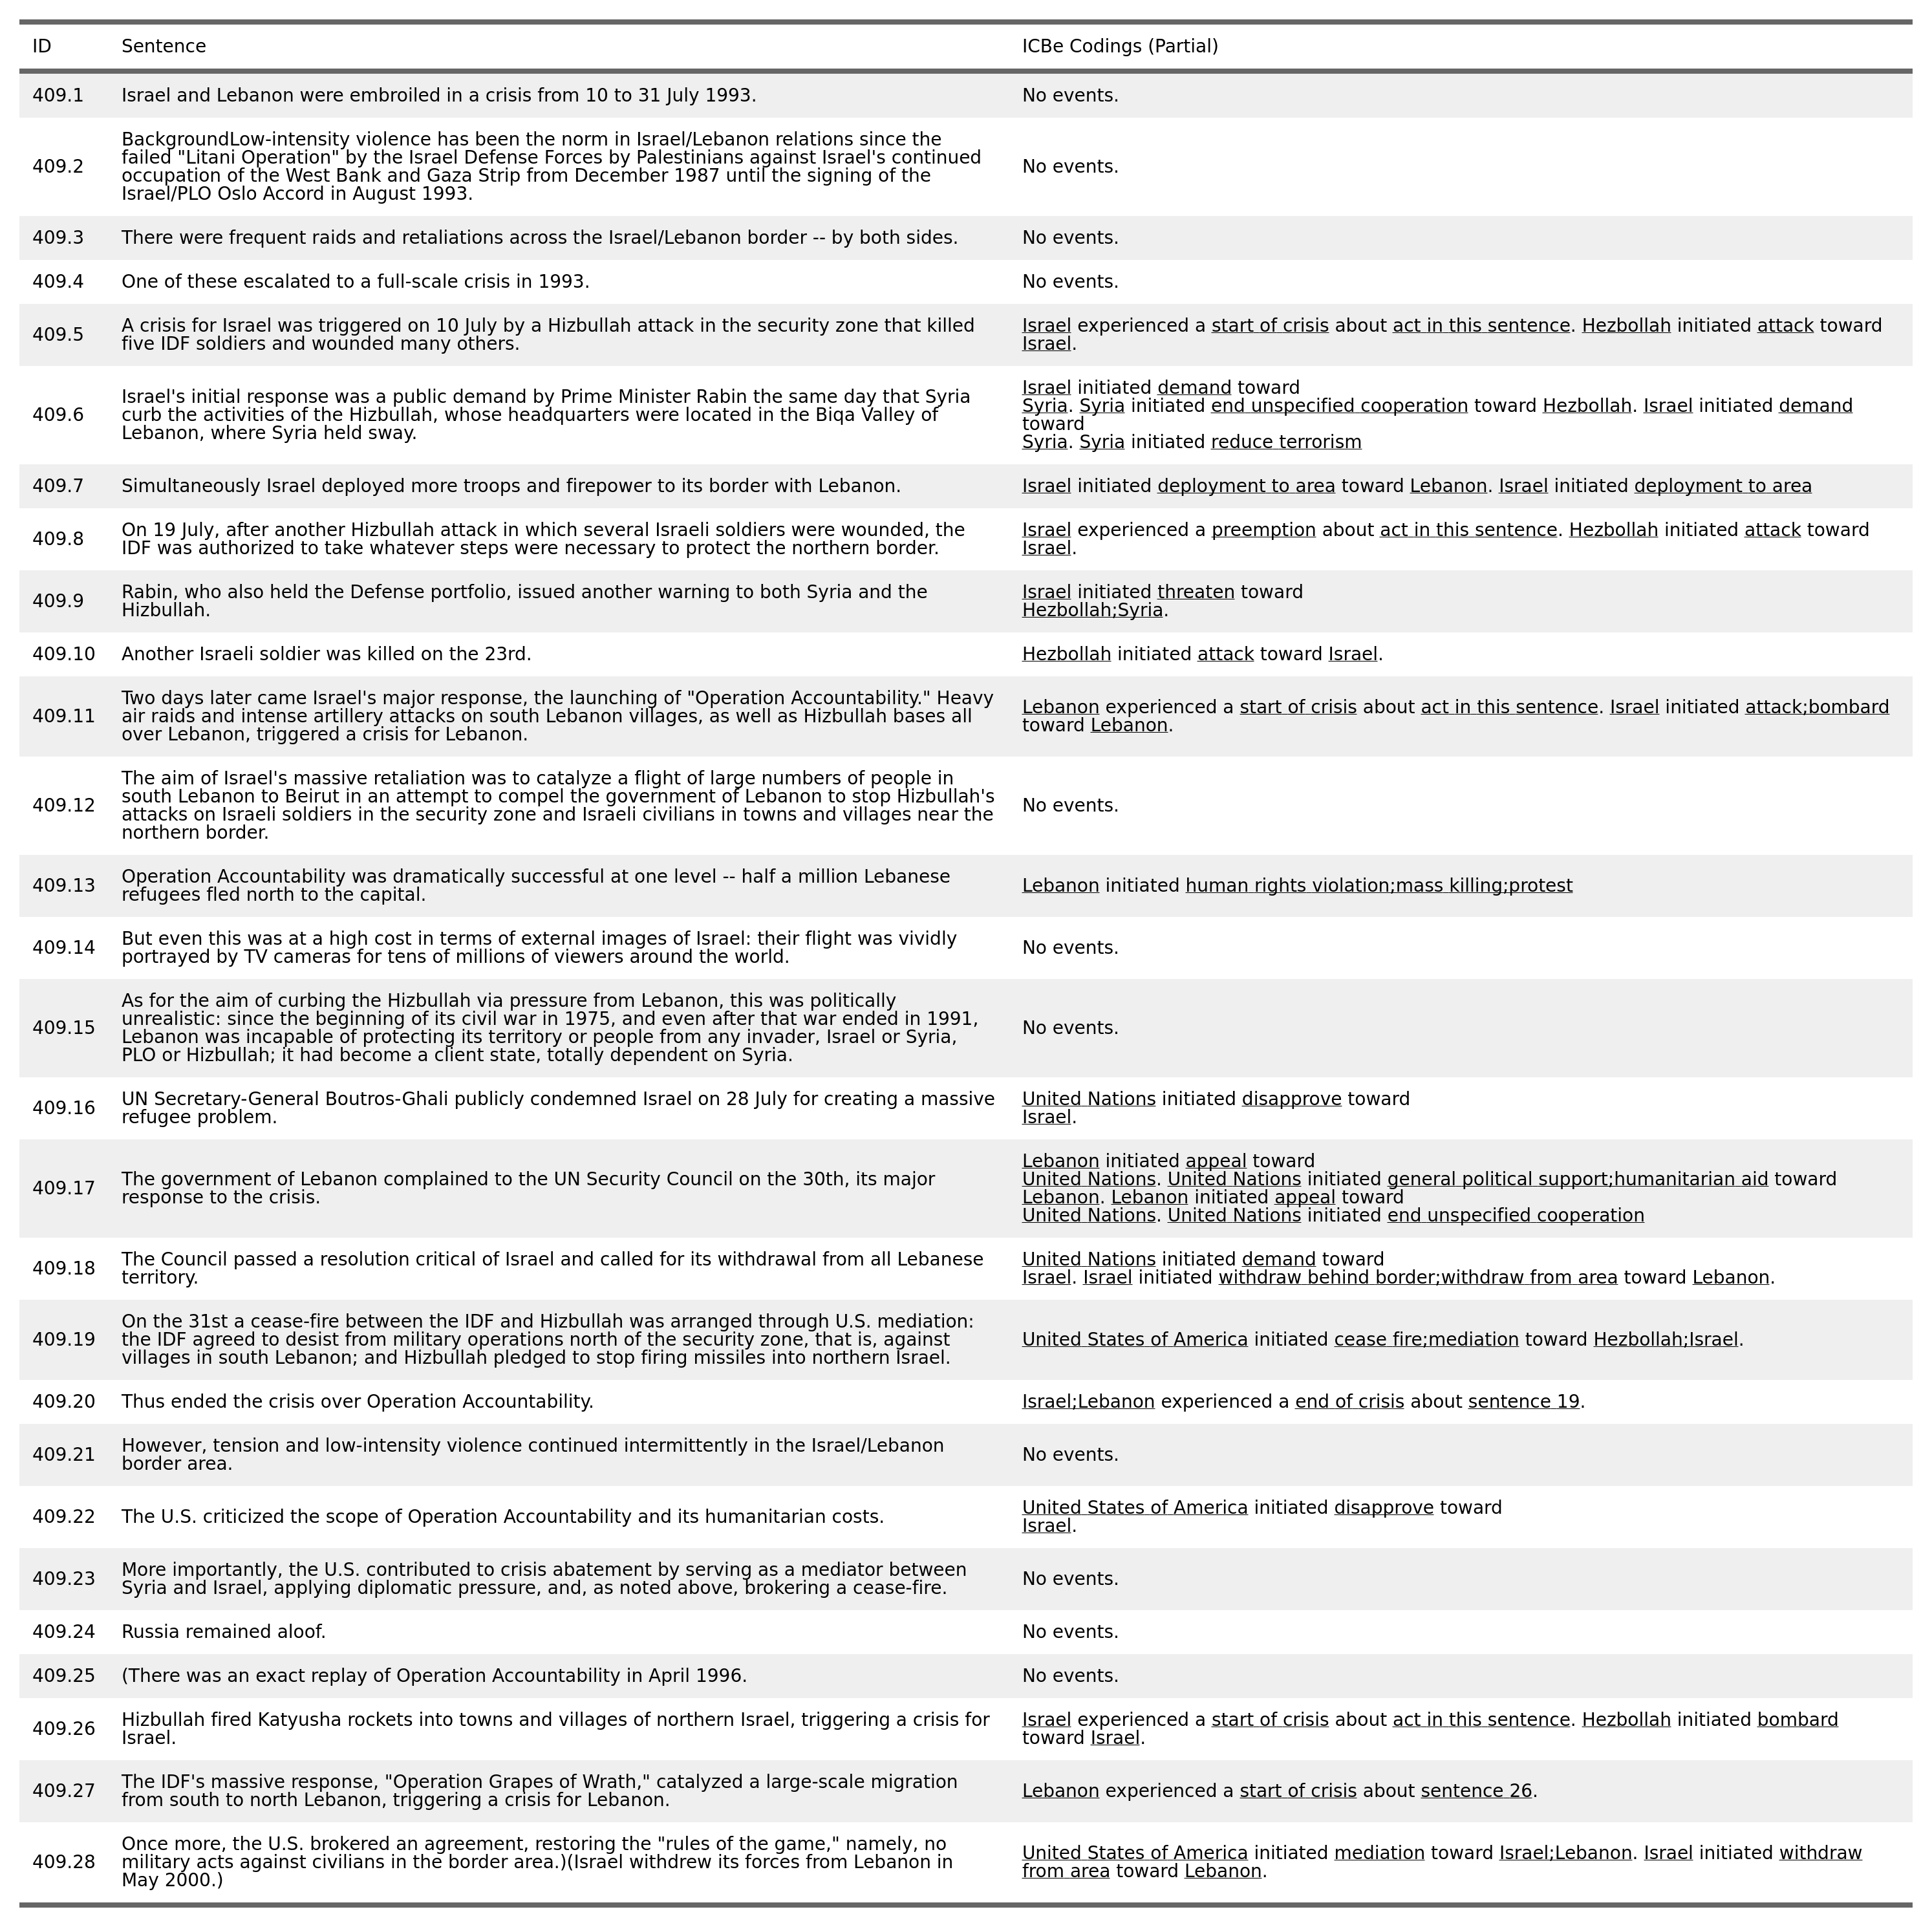 ID Sentence ICBe Codings (Partial)
409.1 Israel and Lebanon were embroiled in a crisis from 10 to 31 July 1993. No events.
409.2
BackgroundLow-intensity violence has been the norm in Israel/Lebanon relations since the
failed "Litani Operation" by the Israel Defense Forces by Palestinians against Israel's continued
occupation of the West Bank and Gaza Strip from December 1987 until the signing of the
Israel/PLO Oslo Accord in August 1993.
No events.
409.3 There were frequent raids and retaliations across the Israel/Lebanon border -- by both sides. No events.
409.4 One of these escalated to a full-scale crisis in 1993. No events.
409.5
A crisis for Israel was triggered on 10 July by a Hizbullah attack in the security zone that killed
five IDF soldiers and wounded many others.
Israel experienced a start of crisis about act in this sentence. Hezbollah initiated attack toward
Israel.
409.6
Israel's initial response was a public demand by Prime Minister Rabin the same day that Syria
curb the activities of the Hizbullah, whose headquarters were located in the Biqa Valley of
Lebanon, where Syria held sway.
Israel initiated demand toward
Syria. Syria initiated end unspecified cooperation toward Hezbollah. Israel initiated demand
toward
Syria. Syria initiated reduce terrorism
409.7 Simultaneously Israel deployed more troops and firepower to its border with Lebanon. Israel initiated deployment to area toward Lebanon. Israel initiated deployment to area
409.8
On 19 July, after another Hizbullah attack in which several Israeli soldiers were wounded, the
IDF was authorized to take whatever steps were necessary to protect the northern border.
Israel experienced a preemption about act in this sentence. Hezbollah initiated attack toward
Israel.
409.9
Rabin, who also held the Defense portfolio, issued another warning to both Syria and the
Hizbullah.
Israel initiated threaten toward
Hezbollah;Syria.
409.10 Another Israeli soldier was killed on the 23rd. Hezbollah initiated attack toward Israel.
409.11
Two days later came Israel's major response, the launching of "Operation Accountability." Heavy
air raids and intense artillery attacks on south Lebanon villages, as well as Hizbullah bases all
over Lebanon, triggered a crisis for Lebanon.
Lebanon experienced a start of crisis about act in this sentence. Israel initiated attack;bombard
toward Lebanon.
409.12
The aim of Israel's massive retaliation was to catalyze a flight of large numbers of people in
south Lebanon to Beirut in an attempt to compel the government of Lebanon to stop Hizbullah's
attacks on Israeli soldiers in the security zone and Israeli civilians in towns and villages near the
northern border.
No events.
409.13
Operation Accountability was dramatically successful at one level -- half a million Lebanese
refugees fled north to the capital.
Lebanon initiated human rights violation;mass killing;protest
409.14
But even this was at a high cost in terms of external images of Israel: their flight was vividly
portrayed by TV cameras for tens of millions of viewers around the world.
No events.
409.15
As for the aim of curbing the Hizbullah via pressure from Lebanon, this was politically
unrealistic: since the beginning of its civil war in 1975, and even after that war ended in 1991,
Lebanon was incapable of protecting its territory or people from any invader, Israel or Syria,
PLO or Hizbullah; it had become a client state, totally dependent on Syria.
No events.
409.16
UN Secretary-General Boutros-Ghali publicly condemned Israel on 28 July for creating a massive
refugee problem.
United Nations initiated disapprove toward
Israel.
409.17
The government of Lebanon complained to the UN Security Council on the 30th, its major
response to the crisis.
Lebanon initiated appeal toward
United Nations. United Nations initiated general political support;humanitarian aid toward
Lebanon. Lebanon initiated appeal toward
United Nations. United Nations initiated end unspecified cooperation
409.18
The Council passed a resolution critical of Israel and called for its withdrawal from all Lebanese
territory.
United Nations initiated demand toward
Israel. Israel initiated withdraw behind border;withdraw from area toward Lebanon.
409.19
On the 31st a cease-fire between the IDF and Hizbullah was arranged through U.S. mediation:
the IDF agreed to desist from military operations north of the security zone, that is, against
villages in south Lebanon; and Hizbullah pledged to stop firing missiles into northern Israel.
United States of America initiated cease fire;mediation toward Hezbollah;Israel.
409.20 Thus ended the crisis over Operation Accountability. Israel;Lebanon experienced a end of crisis about sentence 19.
409.21
However, tension and low-intensity violence continued intermittently in the Israel/Lebanon
border area.
No events.
409.22 The U.S. criticized the scope of Operation Accountability and its humanitarian costs.
United States of America initiated disapprove toward
Israel.
409.23
More importantly, the U.S. contributed to crisis abatement by serving as a mediator between
Syria and Israel, applying diplomatic pressure, and, as noted above, brokering a cease-fire.
No events.
409.24 Russia remained aloof. No events.
409.25 (There was an exact replay of Operation Accountability in April 1996. No events.
409.26
Hizbullah fired Katyusha rockets into towns and villages of northern Israel, triggering a crisis for
Israel.
Israel experienced a start of crisis about act in this sentence. Hezbollah initiated bombard
toward Israel.
409.27
The IDF's massive response, "Operation Grapes of Wrath," catalyzed a large-scale migration
from south to north Lebanon, triggering a crisis for Lebanon.
Lebanon experienced a start of crisis about sentence 26.
409.28
Once more, the U.S. brokered an agreement, restoring the "rules of the game," namely, no
military acts against civilians in the border area.)(Israel withdrew its forces from Lebanon in
May 2000.)
United States of America initiated mediation toward Israel;Lebanon. Israel initiated withdraw
from area toward Lebanon.